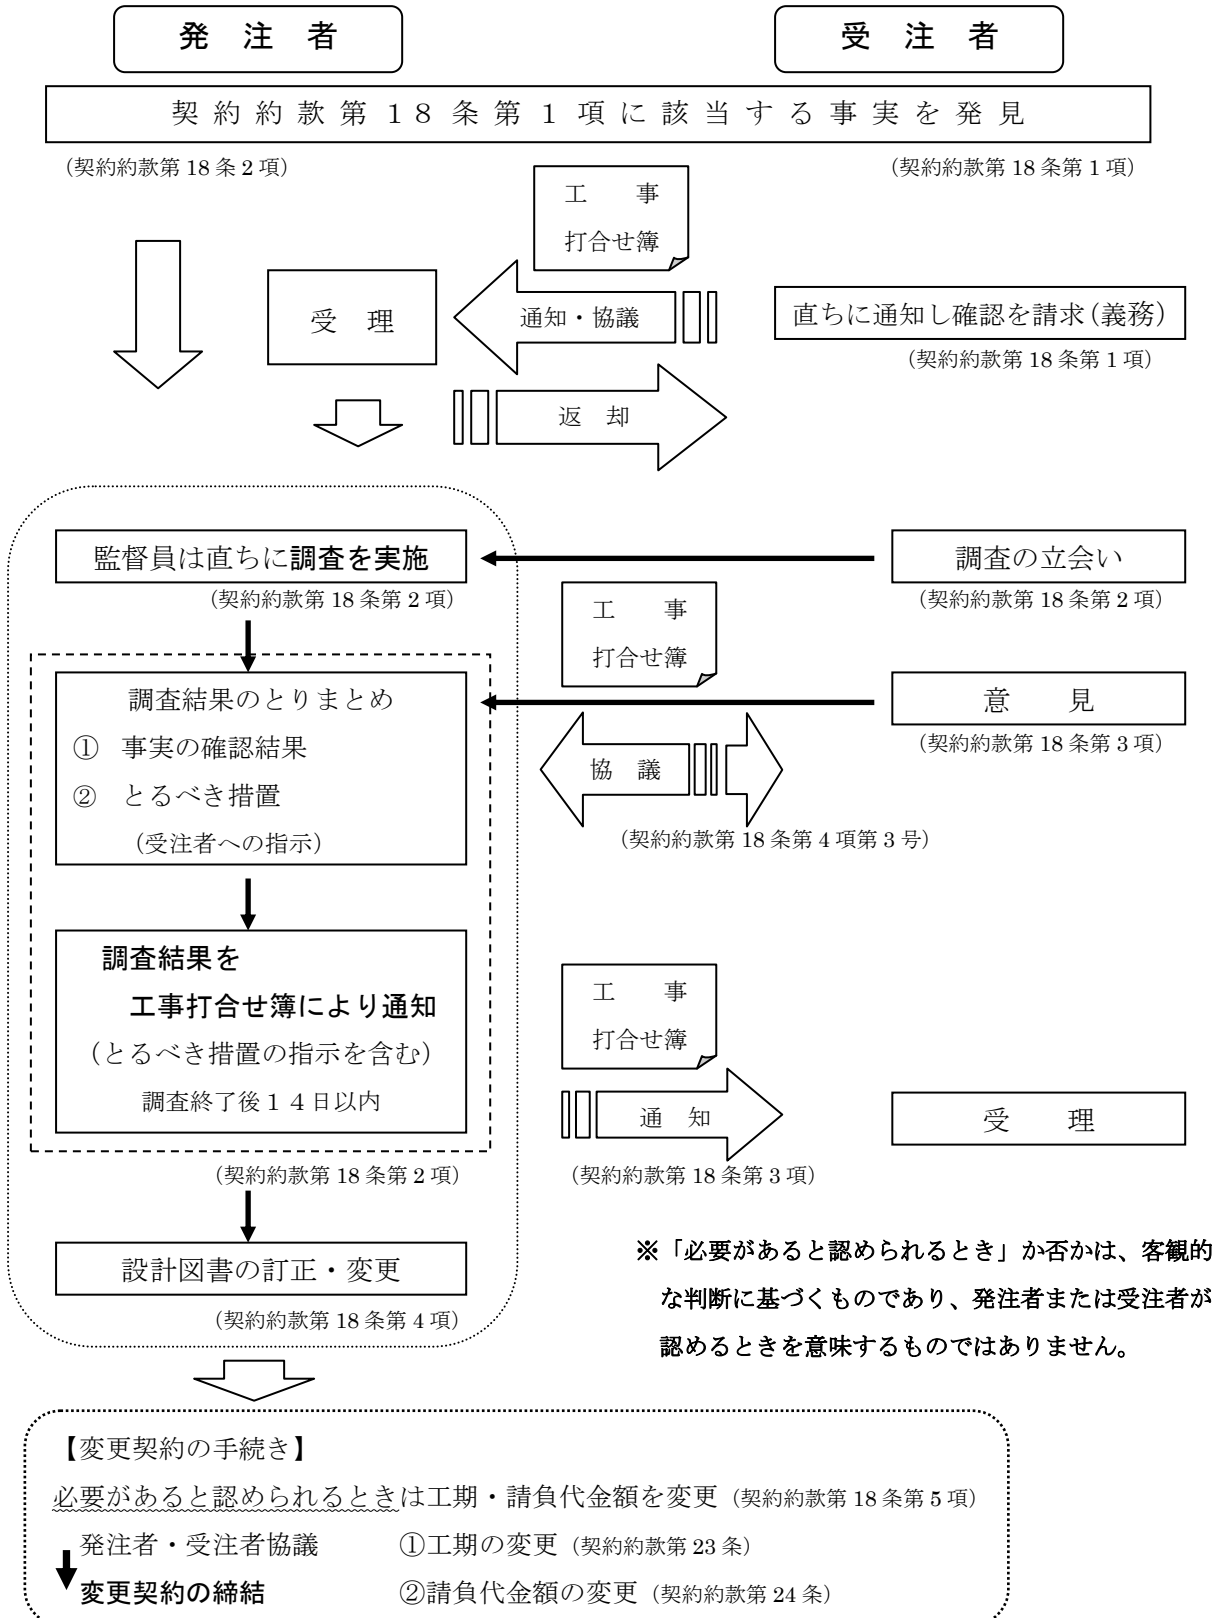 発 注 者
受 注 者
契約約款第18条第1項に該当する事実を発見
（契約約款第 18 条 2 項）
（契約約款第 18 条第 1 項）
工 事
打合せ簿
受 理
通知・協議
直ちに通知し確認を請求（義務）
（契約約款第 18 条第 1 項）
返 却
監督員は直ちに調査を実施
調査の立会い
（契約約款第 18 条第 2 項）
（契約約款第 18 条第 2 項）
工 事
打合せ簿
調査結果のとりまとめ
意 見
① 事実の確認結果
（契約約款第 18 条第 3 項）
協 議
② とるべき措置
（受注者への指示）
（契約約款第 18 条第 4 項第 3 号）
調査結果を
工事打合せ簿により通知
（とるべき措置の指示を含む）
調査終了後１４日以内
工 事
打合せ簿
通 知
受 理
（契約約款第 18 条第 2 項）
（契約約款第 18 条第 3 項）
設計図書の訂正・変更
（契約約款第 18 条第 4 項）
※「必要があると認められるとき」か否かは、客観的
な判断に基づくものであり、発注者または受注者が
認めるときを意味するものではありません。
【変更契約の手続き】
必要があると認められるときは工期・請負代金額を変更（契約約款第 18 条第 5 項）
発注者・受注者協議 ①工期の変更（契約約款第 23 条）
変更契約の締結 ②請負代金額の変更（契約約款第 24 条）